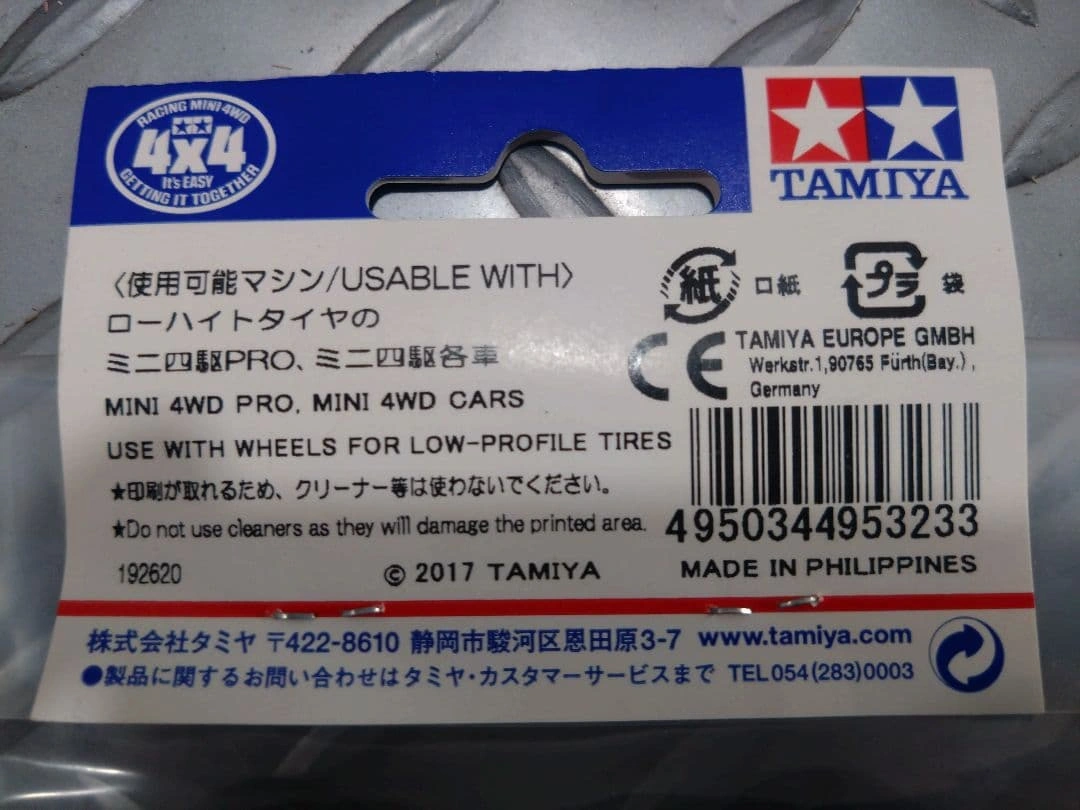 RACING MINI 4WD
4x4
It's EASY
GETTING IT TOGETHER
TAMIYA
〈使用可能マシン/USABLE WITH〉
ローハイトタイヤの
ミニ四駆PRO、ミニ四駆各車
MINI 4WD PRO, MINI 4WD CARS
USE WITH WHEELS FOR LOW-PROFILE TIRES
★印刷が取れるため、クリーナー等は使わないでください。
★Do not use cleaners as they will damage the printed area.
192620
© 2017 TAMIYA
紙 口紙
プラ 袋
CE
TAMIYA EUROPE GMBH
Werkstr.1,90765 Fürth(Bay.),
Germany
4950344953233
MADE IN PHILIPPINES
株式会社タミヤ 〒422-8610 静岡市駿河区恩田原3-7 www.tamiya.com
●製品に関するお問い合わせはタミヤ・カスタマーサービスまで TEL054(283)0003